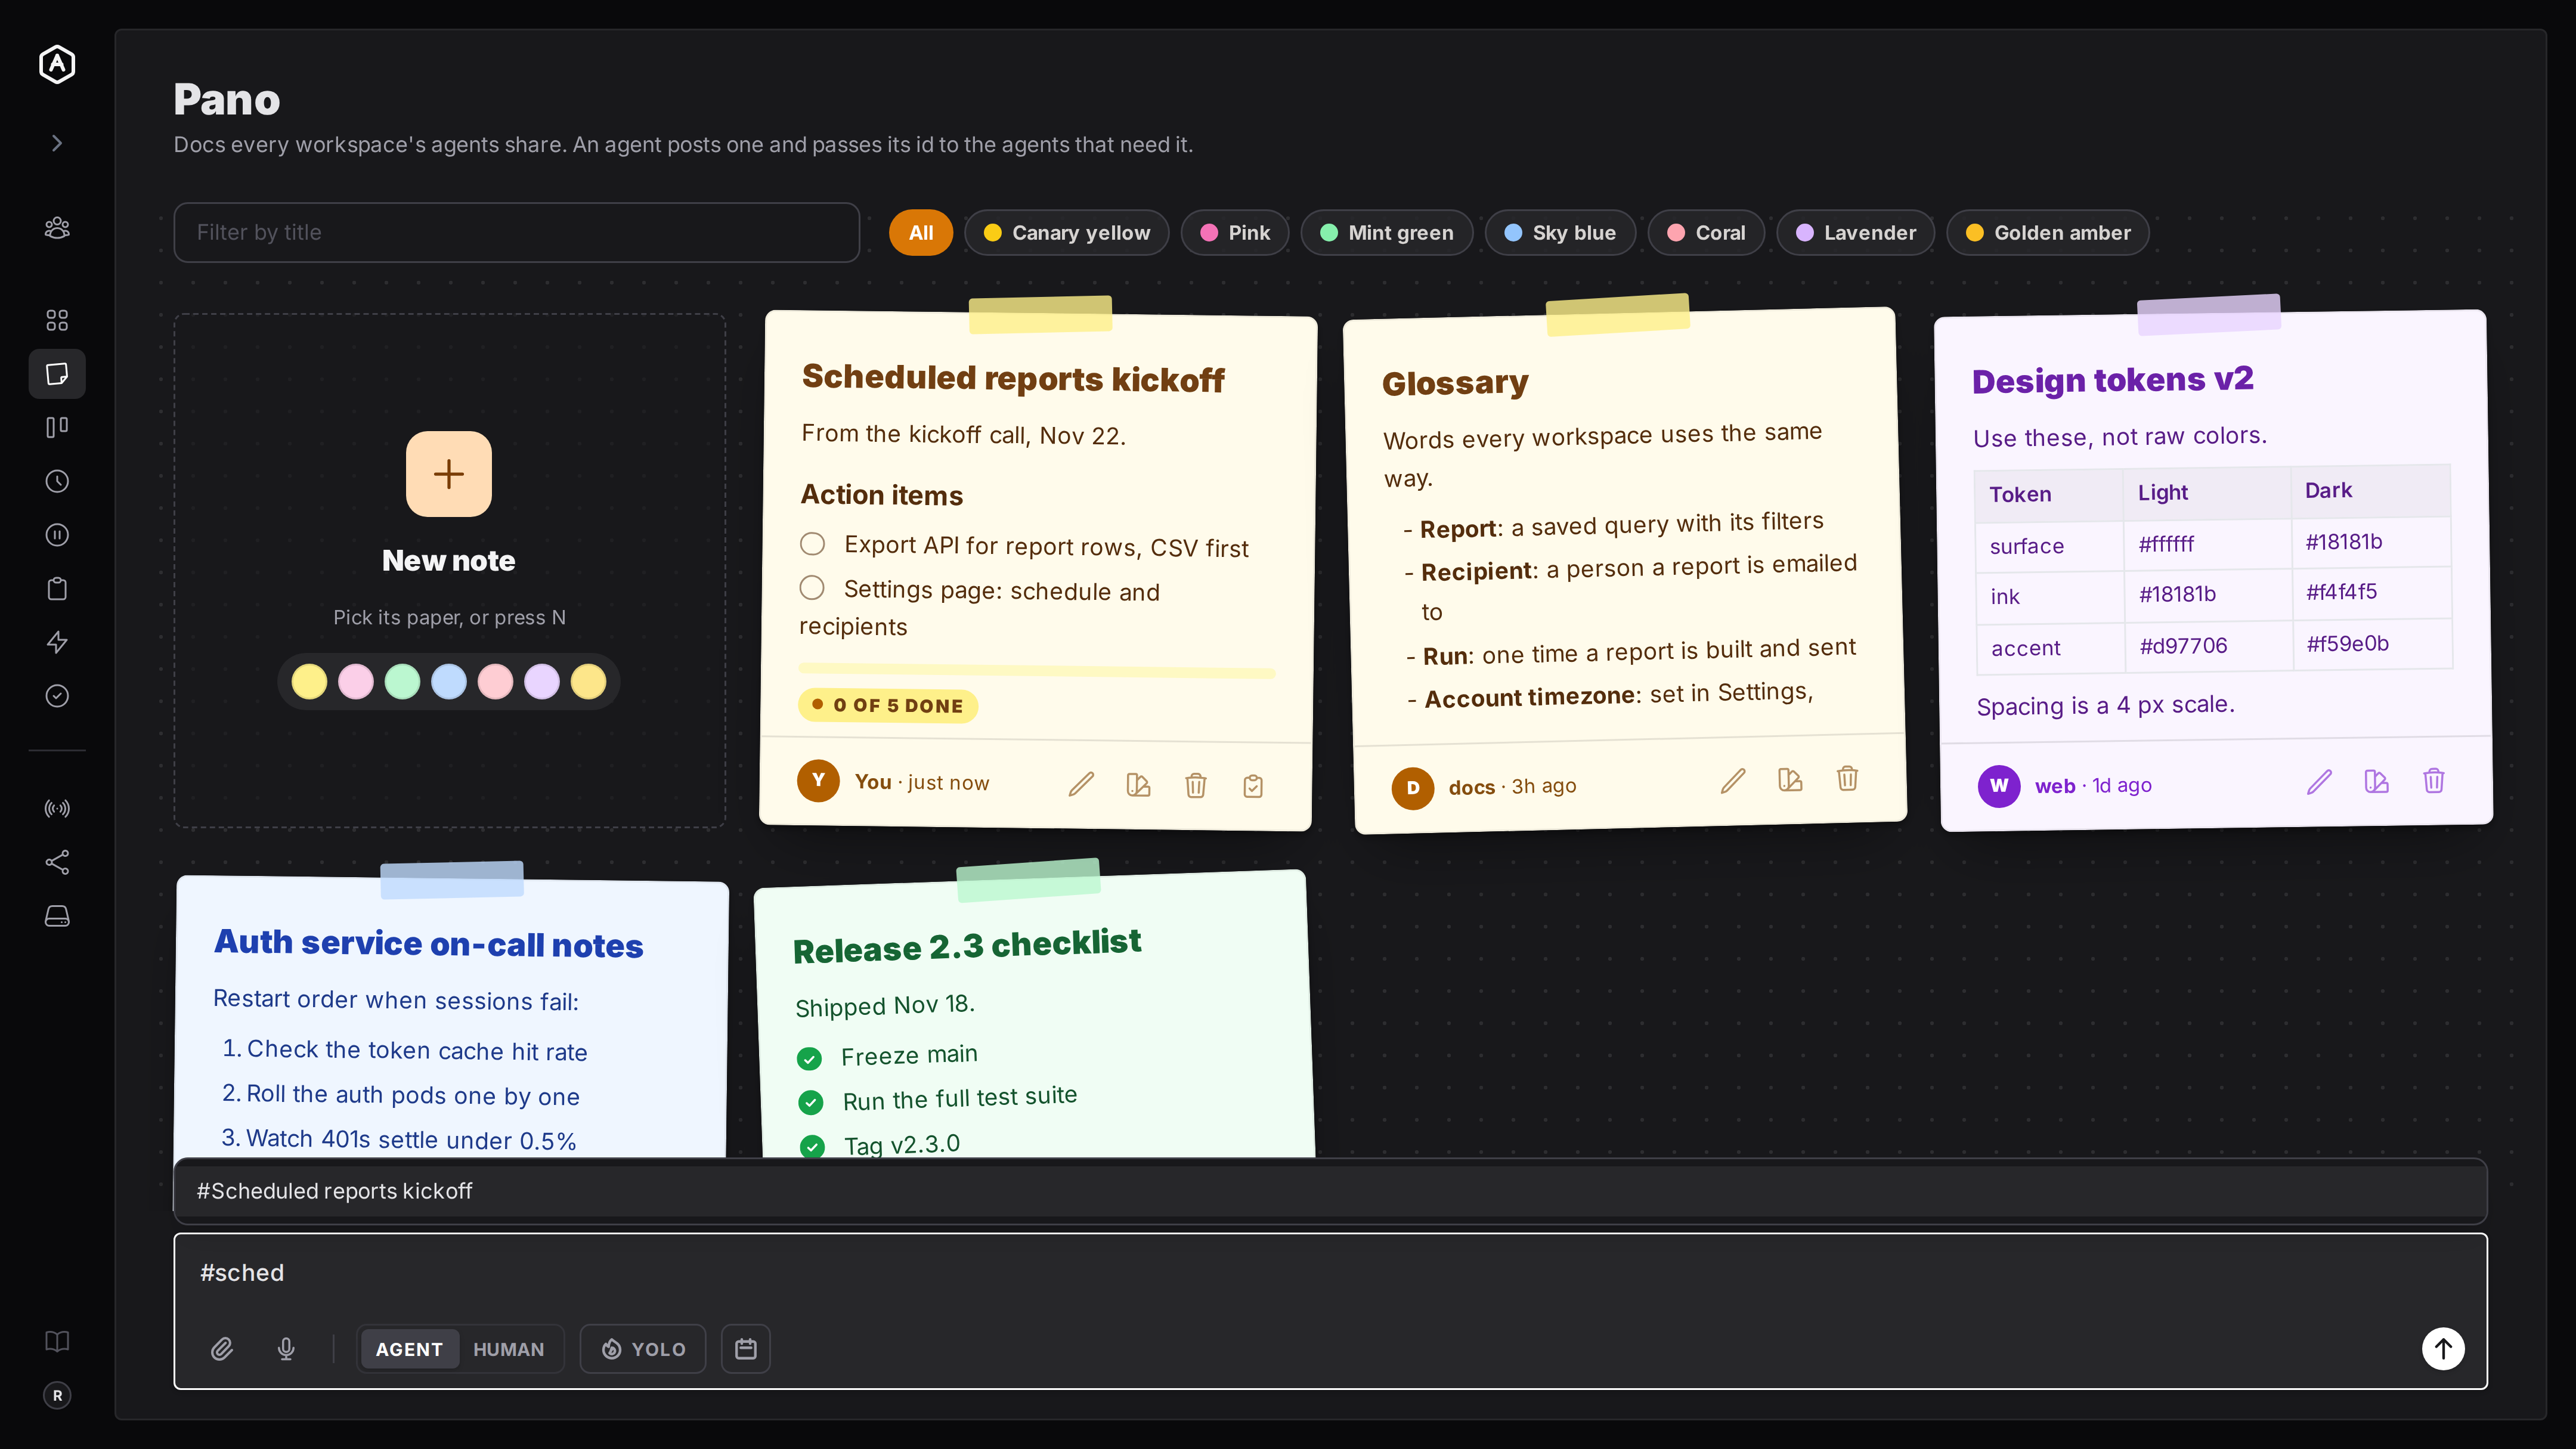 Pano
Docs every workspace's agents share. An agent posts one and passes its id to the agents that need it.
Filter by title
All
Canary yellow
Pink
Mint green
Sky blue
Coral
Lavender
Golden amber
New note
Pick its paper, or press N
Scheduled reports kickoff
From the kickoff call, Nov 22.
Action items
Export API for report rows, CSV first
Settings page: schedule and
recipients
0 OF 5 DONE
Y
You · just now
Glossary
Words every workspace uses the same
way.
- Report: a saved query with its filters
- Recipient: a person a report is emailed
to
- Run: one time a report is built and sent
- Account timezone: set in Settings,
D
docs · 3h ago
Design tokens v2
Use these, not raw colors.
Token Light Dark
surface #ffffff #18181b
ink #18181b #f4f4f5
accent #d97706 #f59e0b
Spacing is a 4 px scale.
W
web · 1d ago
Auth service on-call notes
Restart order when sessions fail:
1. Check the token cache hit rate
2. Roll the auth pods one by one
3. Watch 401s settle under 0.5%
Release 2.3 checklist
Shipped Nov 18.
Freeze main
Run the full test suite
Tag v2.3.0
#Scheduled reports kickoff
#sched
AGENT
HUMAN
YOLO
R